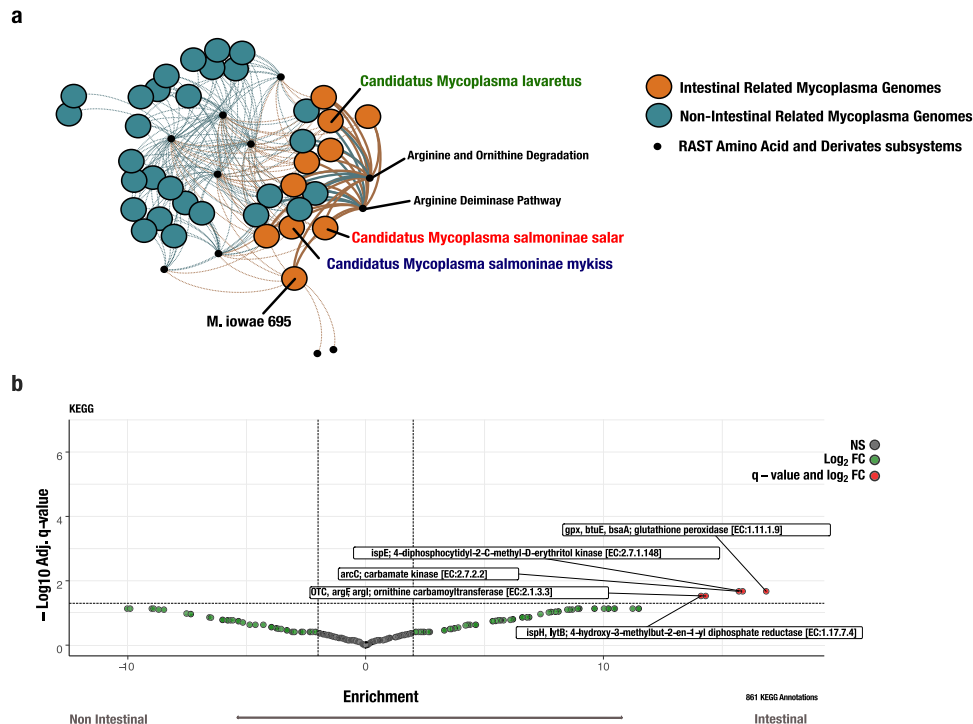 a
Candidatus Mycoplasma lavaretus
Intestinal Related Mycoplasma Genomes
Non-Intestinal Related Mycoplasma Genomes
RAST Amino Acid and Derivates subsystems
Arginine and Ornithine Degradation
Arginine Deiminase Pathway
Candidatus Mycoplasma salmoninae salar
Candidatus Mycoplasma salmoninae mykiss
M. iowae 695
b
KEGG
NS
Log2 FC
q – value and log2 FC
6
4
2
0
−Log10 Adj. q-value
gpx, btuE, bsaA; glutathione peroxidase [EC:1.11.1.9]
ispE; 4-diphosphocytidyl-2-C-methyl-D-erythritol kinase [EC:2.7.1.148]
arcC; carbamate kinase [EC:2.7.2.2]
OTC, argF, argI; ornithine carbamoyltransferase [EC:2.1.3.3]
ispH, lytB; 4-hydroxy-3-methylbut-2-en-1-yl diphosphate reductase [EC:1.17.7.4]
−10
0
10
Enrichment
861 KEGG Annotations
Non Intestinal
Intestinal